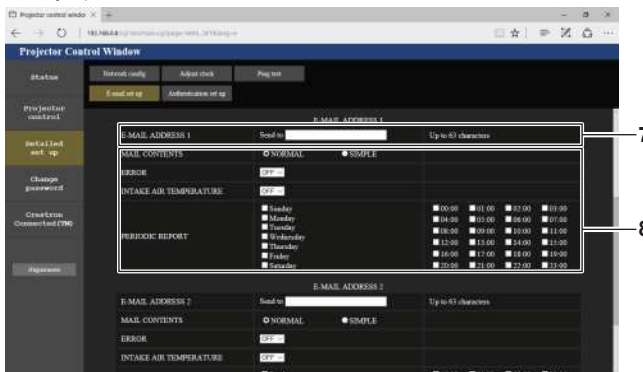 Projector control windo × +
Projector Control Window
Status
Network config Adjust clock Ping test
E-mail set up Authentication set up
Projector control
Detailed set up
Change password
Crestron Connected(TM)
Japanese
E-MAIL ADDRESS 1
E-MAIL ADDRESS 1 Send to Up to 63 characters
7
MAIL CONTENTS NORMAL SIMPLE
ERROR OFF
INTAKE AIR TEMPERATURE OFF
PERIODIC REPORT
Sunday 00:00 01:00 02:00 03:00
Monday 04:00 05:00 06:00 07:00
Tuesday 08:00 09:00 10:00 11:00
Wednesday 12:00 13:00 14:00 15:00
Thursday 16:00 17:00 18:00 19:00
Friday 20:00 21:00 22:00 23:00
Saturday
8
E-MAIL ADDRESS 2
E-MAIL ADDRESS 2 Send to Up to 63 characters
MAIL CONTENTS NORMAL SIMPLE
ERROR OFF
INTAKE AIR TEMPERATURE OFF